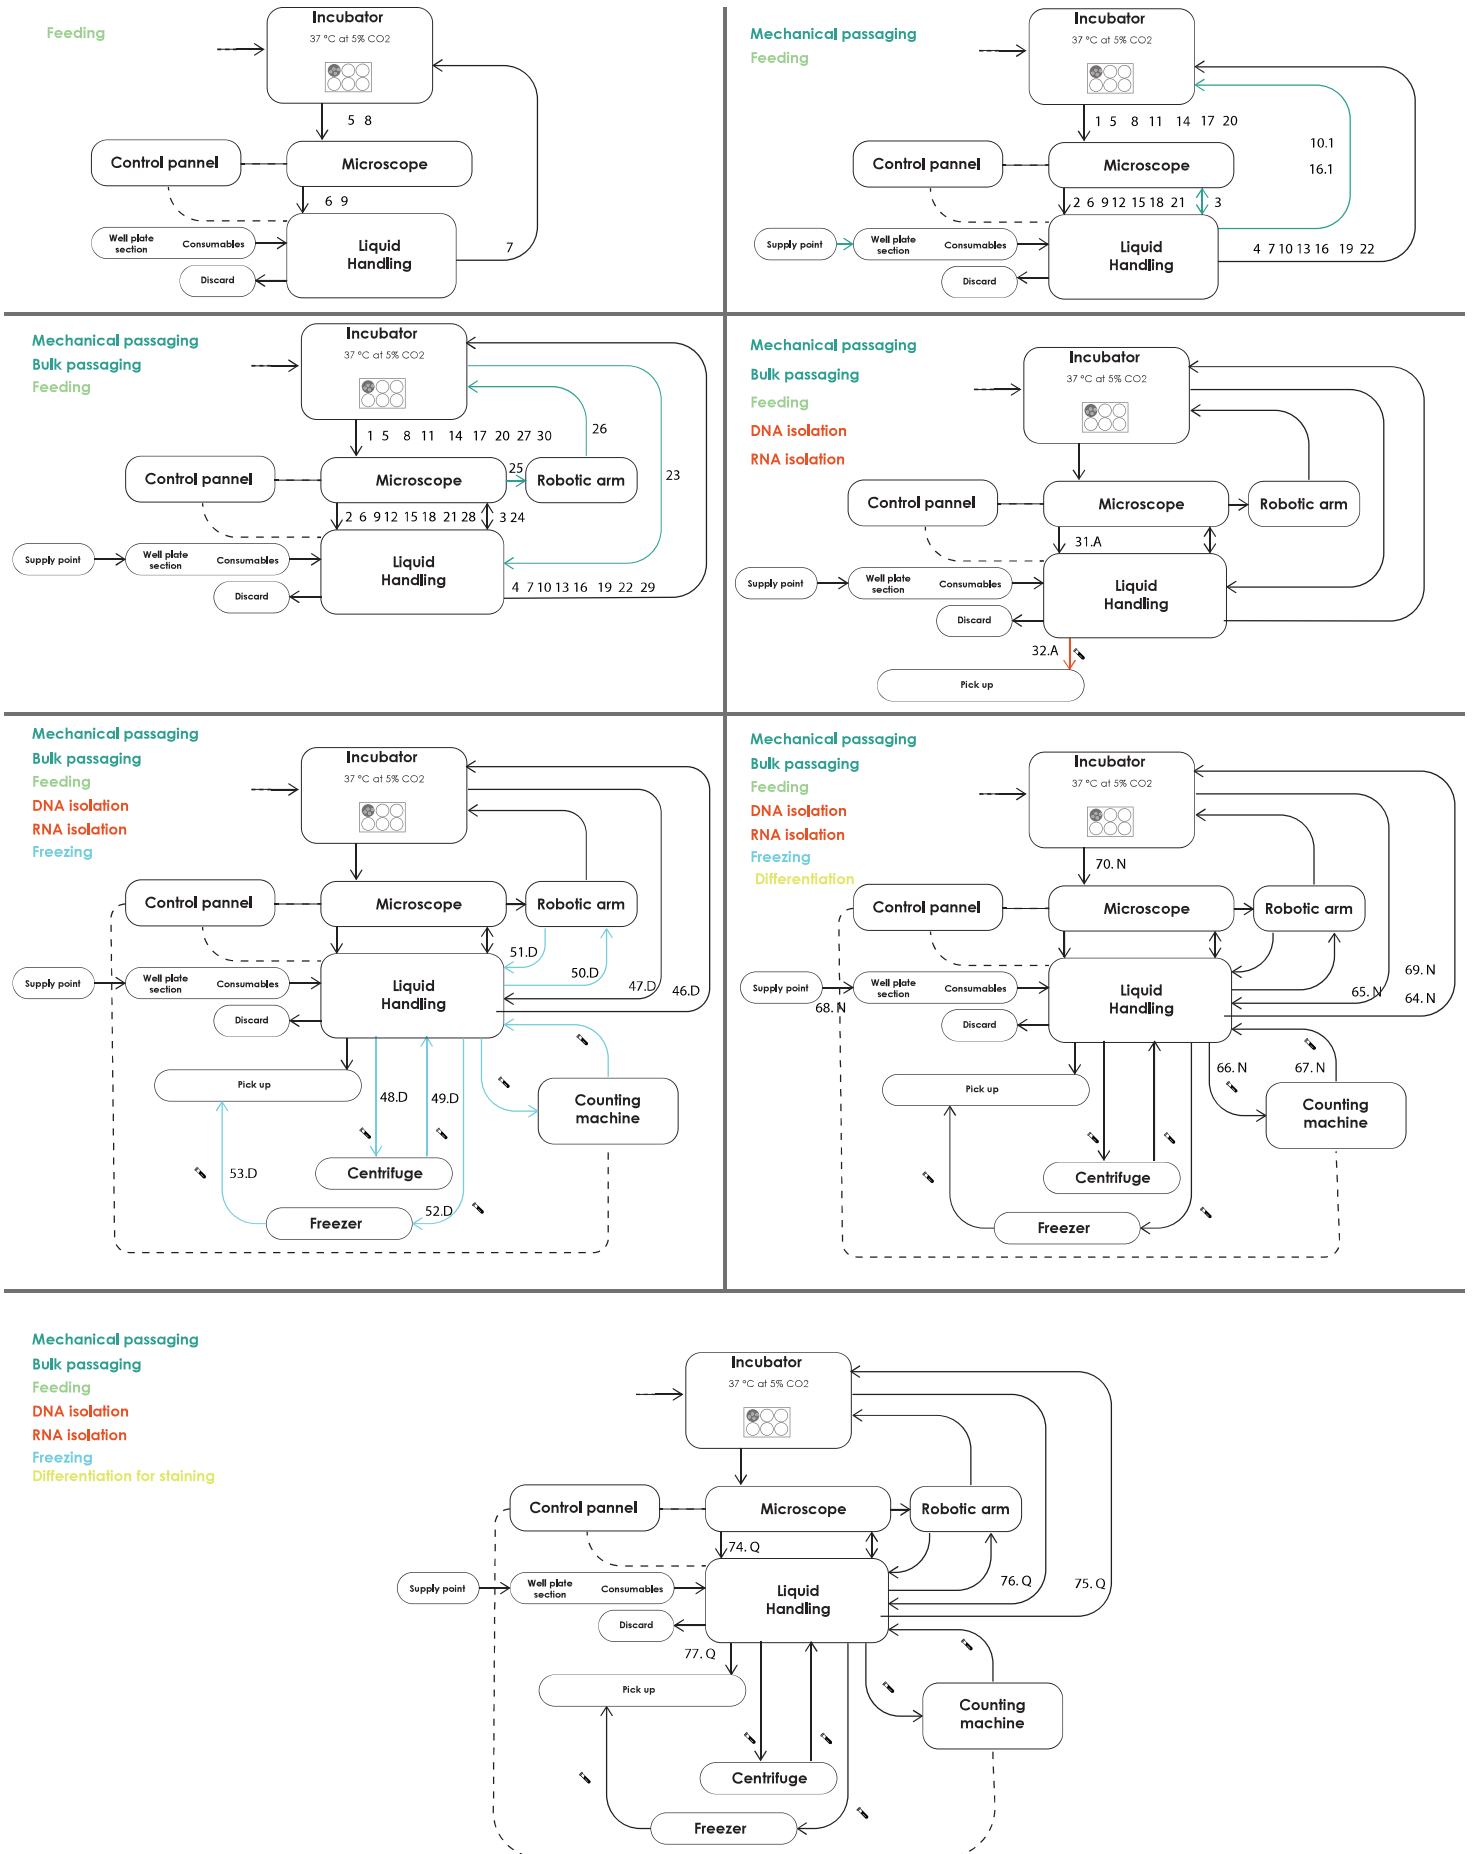 Feeding
Incubator
37 °C at 5% CO2
5 8
Control pannel
Microscope
6 9
Well plate
section
Consumables
Liquid
Handling
7
Discard
Mechanical passaging
Feeding
Incubator
37 °C at 5% CO2
1 5 8 11 14 17 20
10.1
16.1
Control pannel
Microscope
2 6 9 12 15 18 21
3
Supply point
Well plate
section
Consumables
Liquid
Handling
4 7 10 13 16 19 22
Discard
Mechanical passaging
Bulk passaging
Feeding
Incubator
37 °C at 5% CO2
1 5 8 11 14 17 20 27 30
26
23
Control pannel
Microscope
25
Robotic arm
2 6 9 12 15 18 21 28
3 24
Supply point
Well plate
section
Consumables
Liquid
Handling
4 7 10 13 16 19 22 29
Discard
Mechanical passaging
Bulk passaging
Feeding
DNA isolation
RNA isolation
Incubator
37 °C at 5% CO2
Control pannel
Microscope
Robotic arm
31.A
Supply point
Well plate
section
Consumables
Liquid
Handling
Discard
32.A
Pick up
Mechanical passaging
Bulk passaging
Feeding
DNA isolation
RNA isolation
Freezing
Incubator
37 °C at 5% CO2
Control pannel
Microscope
Robotic arm
51.D
50.D
47.D
46.D
Supply point
Well plate
section
Consumables
Liquid
Handling
Discard
Pick up
48.D
49.D
Counting
machine
53.D
Centrifuge
52.D
Freezer
Mechanical passaging
Bulk passaging
Feeding
DNA isolation
RNA isolation
Freezing
Differentiation
Incubator
37 °C at 5% CO2
70. N
Control pannel
Microscope
Robotic arm
69. N
65. N
64. N
Supply point
68. N
Well plate
section
Consumables
Liquid
Handling
Discard
66. N
67. N
Pick up
Counting
machine
Centrifuge
Freezer
Mechanical passaging
Bulk passaging
Feeding
DNA isolation
RNA isolation
Freezing
Differentiation for staining
Incubator
37 °C at 5% CO2
Control pannel
Microscope
Robotic arm
74. Q
76. Q
75. Q
Supply point
Well plate
section
Consumables
Liquid
Handling
Discard
77. Q
Pick up
Counting
machine
Centrifuge
Freezer